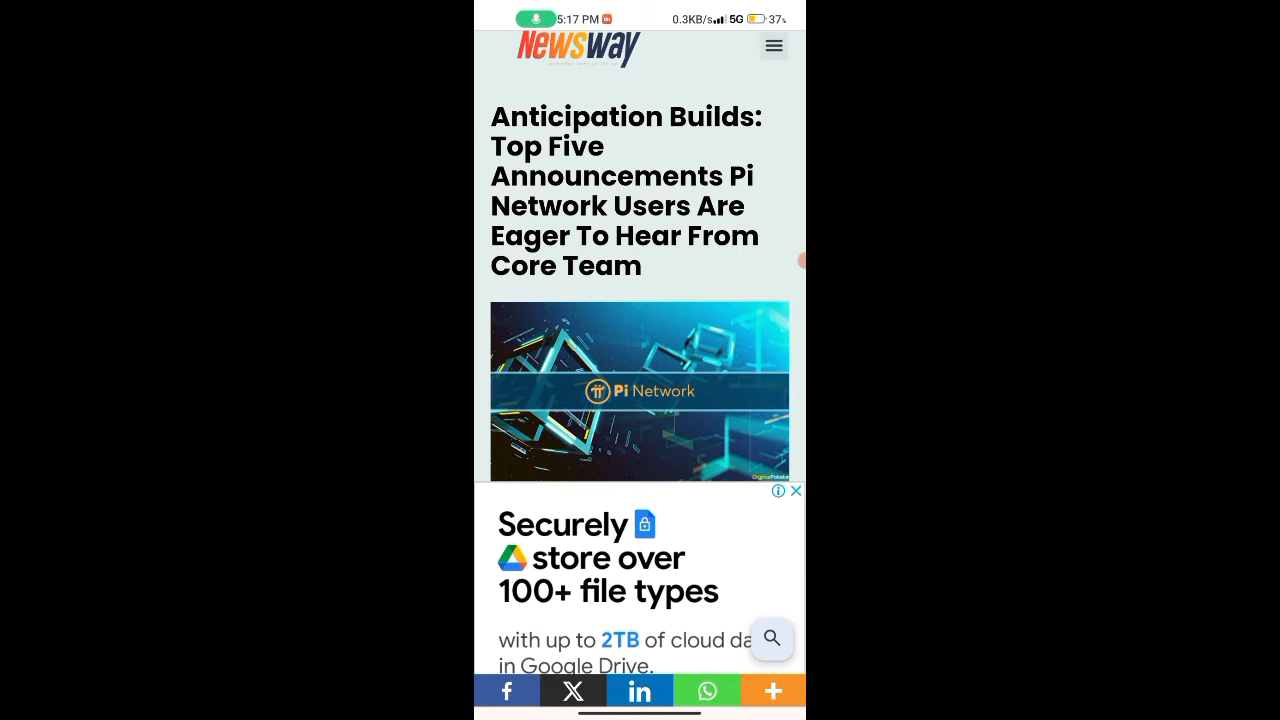 5:17 PM 0.3KB/s 5G 37%
Newsway
Anticipation Builds:
Top Five
Announcements Pi
Network Users Are
Eager To Hear From
Core Team
Pi Network
CryptoPotato
Securely
store over
100+ file types
with up to 2TB of cloud da
in Google Drive.